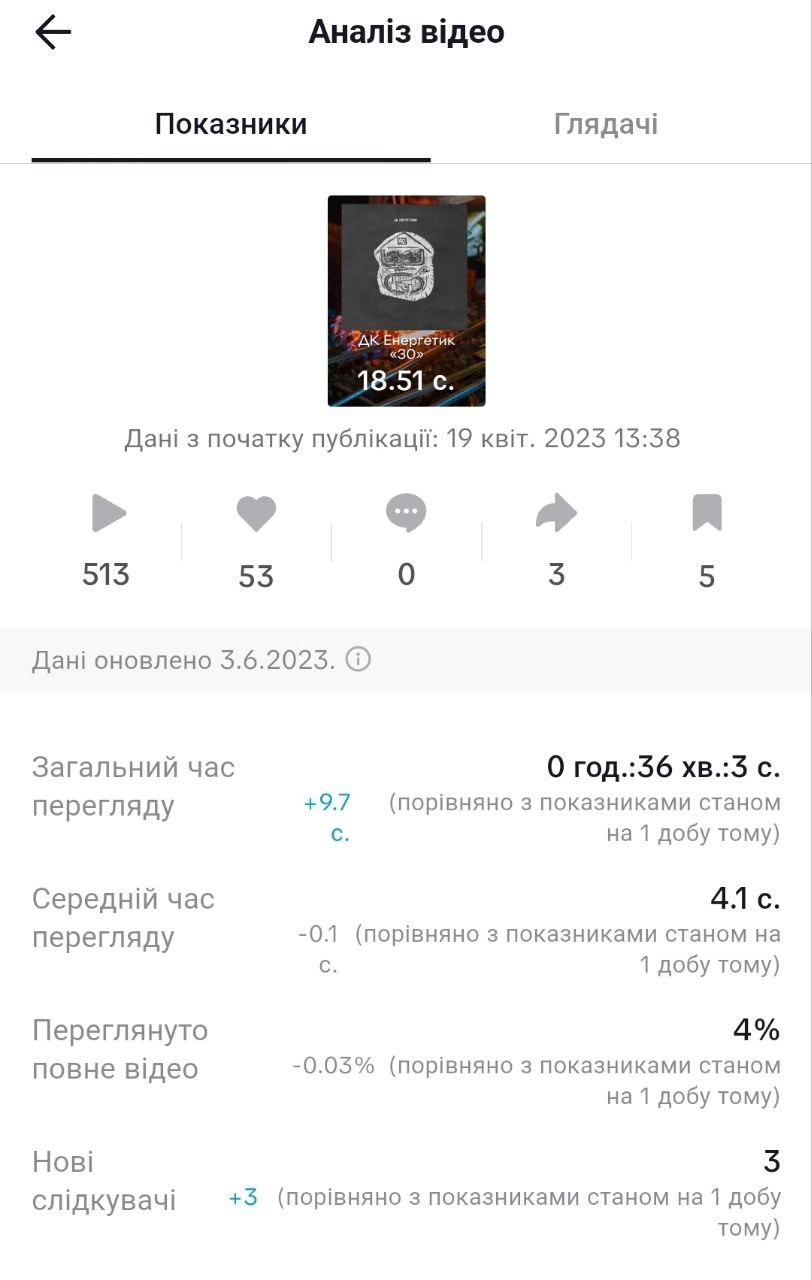 Аналіз відео
Показники
Глядачі
ДК Енергетик
«ЗО»
18.51 с.
Дані з початку публікації: 19 квіт. 2023 13:38
513
53
0
3
5
Дані оновлено 3.6.2023.
Загальний час
перегляду
0 год.:36 хв.:3 с.
+9.7
с.
(порівняно з показниками станом
на 1 добу тому)
Середній час
перегляду
4.1 с.
-0.1
с.
(порівняно з показниками станом на
1 добу тому)
Переглянуто
повне відео
4%
-0.03% (порівняно з показниками станом
на 1 добу тому)
Нові
слідкувачі
3
+3 (порівняно з показниками станом на 1 добу
тому)